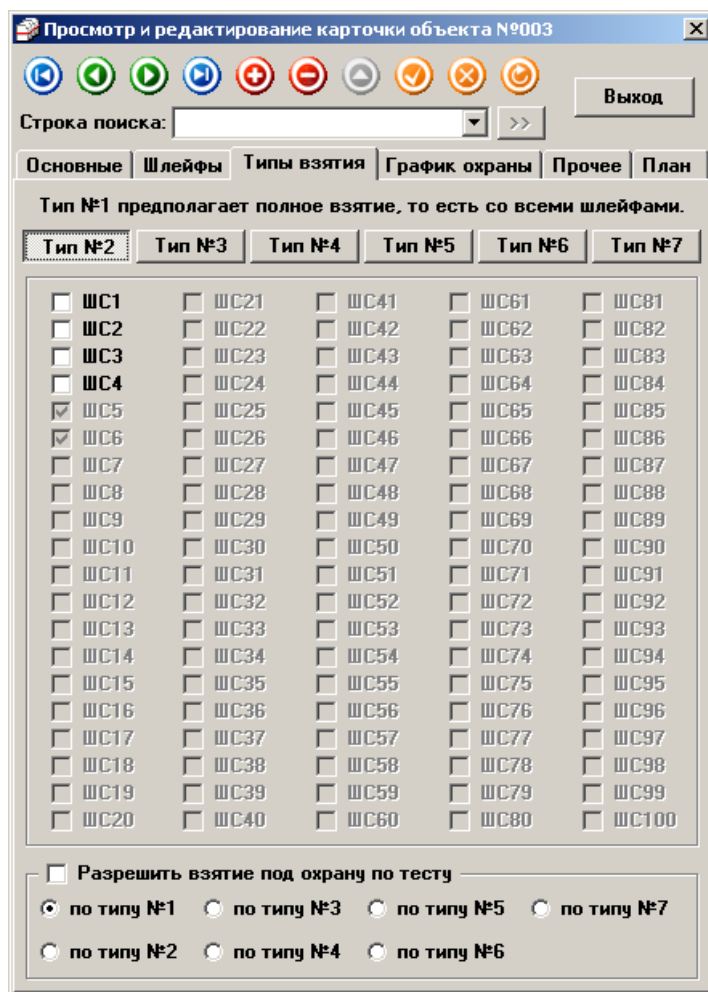 Просмотр и редактирование карточки объекта №003
Выход
Строка поиска:
>>
Основные Шлейфы Типы взятия График охраны Прочее План
Тип №1 предполагает полное взятие, то есть со всеми шлейфами.
Тип №2 Тип №3 Тип №4 Тип №5 Тип №6 Тип №7
ШС1 ШС21 ШС41 ШС61 ШС81
ШС2 ШС22 ШС42 ШС62 ШС82
ШС3 ШС23 ШС43 ШС63 ШС83
ШС4 ШС24 ШС44 ШС64 ШС84
ШС5 ШС25 ШС45 ШС65 ШС85
ШС6 ШС26 ШС46 ШС66 ШС86
ШС7 ШС27 ШС47 ШС67 ШС87
ШС8 ШС28 ШС48 ШС68 ШС88
ШС9 ШС29 ШС49 ШС69 ШС89
ШС10 ШС30 ШС50 ШС70 ШС90
ШС11 ШС31 ШС51 ШС71 ШС91
ШС12 ШС32 ШС52 ШС72 ШС92
ШС13 ШС33 ШС53 ШС73 ШС93
ШС14 ШС34 ШС54 ШС74 ШС94
ШС15 ШС35 ШС55 ШС75 ШС95
ШС16 ШС36 ШС56 ШС76 ШС96
ШС17 ШС37 ШС57 ШС77 ШС97
ШС18 ШС38 ШС58 ШС78 ШС98
ШС19 ШС39 ШС59 ШС79 ШС99
ШС20 ШС40 ШС60 ШС80 ШС100
Разрешить взятие под охрану по тесту
по типу №1 по типу №3 по типу №5 по типу №7
по типу №2 по типу №4 по типу №6